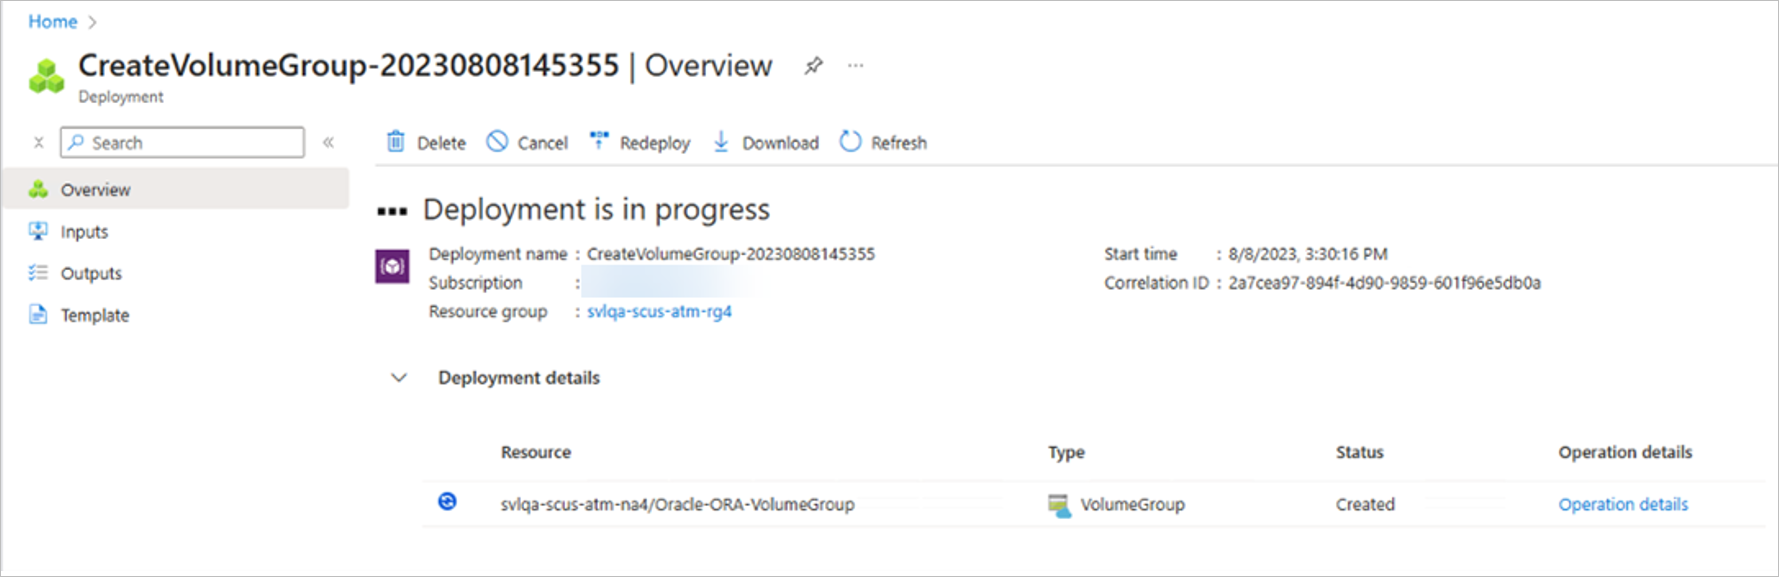 Home >
CreateVolumeGroup-20230808145355 | Overview ...
Deployment
Search «
Delete Cancel Redeploy Download Refresh
Overview
Inputs
Outputs
Template
Deployment is in progress
Deployment name : CreateVolumeGroup-20230808145355
Subscription :
Resource group : svlqa-scus-atm-rg4
Start time : 8/8/2023, 3:30:16 PM
Correlation ID : 2a7cea97-894f-4d90-9859-601f96e5db0a
Deployment details
Resource Type Status Operation details
svlqa-scus-atm-na4/Oracle-ORA-VolumeGroup VolumeGroup Created Operation details